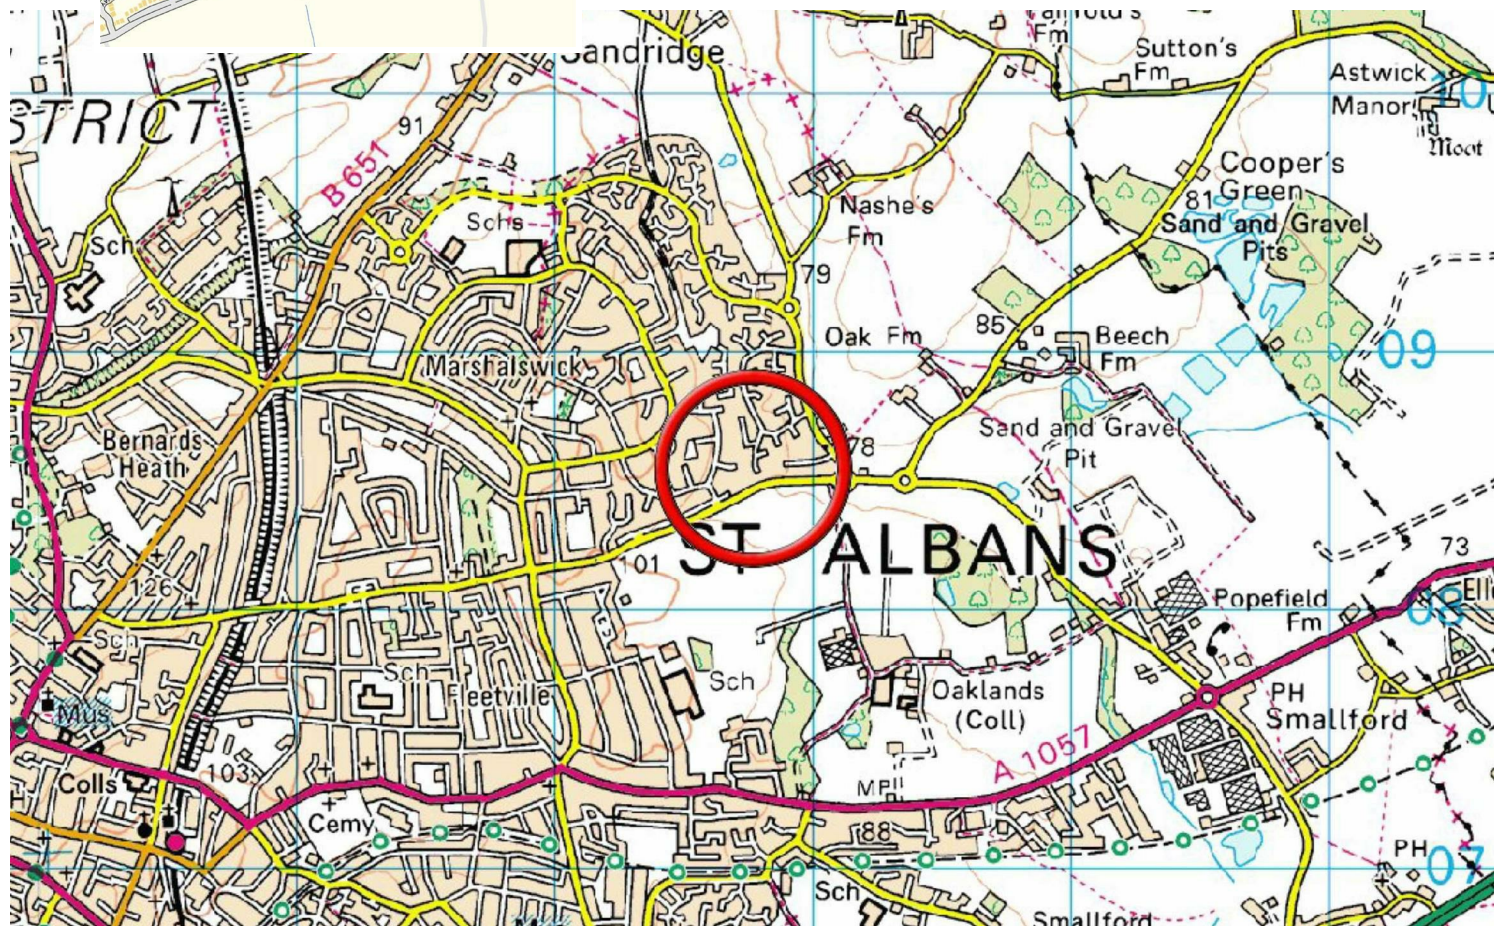 Sandridge
Fm
Sutton's
Fm
Astwick
Manor
10
Moot
STRICT
91
B 651
Cooper's
Green
81
Sand and Gravel
Pits
Nashe's
Fm
Schs
Sch
79
85
Oak Fm
Beech
Fm
09
Marshalswick
Bernards
Heath
78
Sand and Gravel
Pit
ST ALBANS
101
73
126
Popefield
Fm
08
Sch
Sch
Fleetville
Sch
Oaklands
(Coll)
PH
Smallford
Mus
A 1057
103
Colls
MP
Cemy
88
PH
07
Sch
Smallford